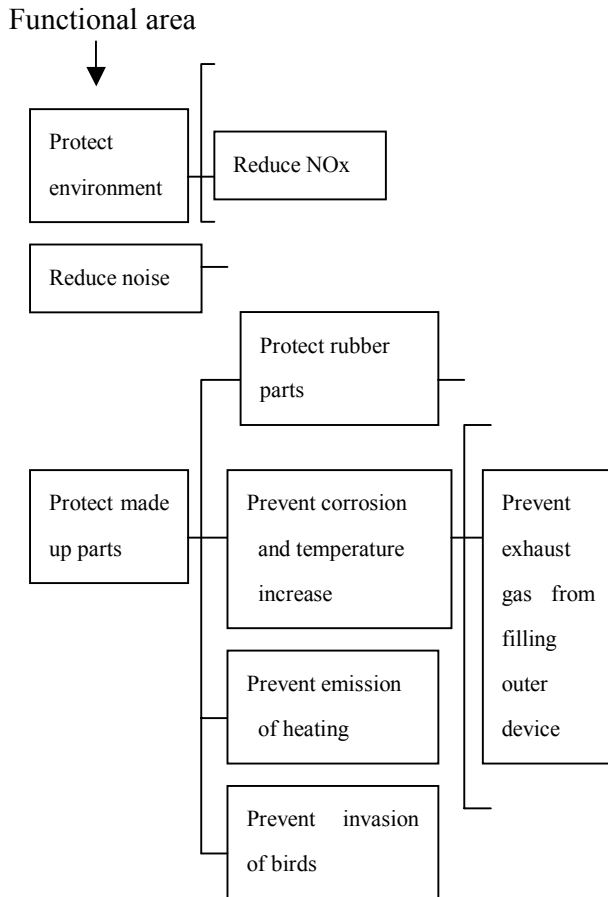 Functional area
Protect
environment
Reduce NOx
Reduce noise
Protect rubber
parts
Protect made
up parts
Prevent corrosion
and temperature
increase
Prevent
exhaust
gas from
filling
outer
device
Prevent emission
of heating
Prevent invasion
of birds